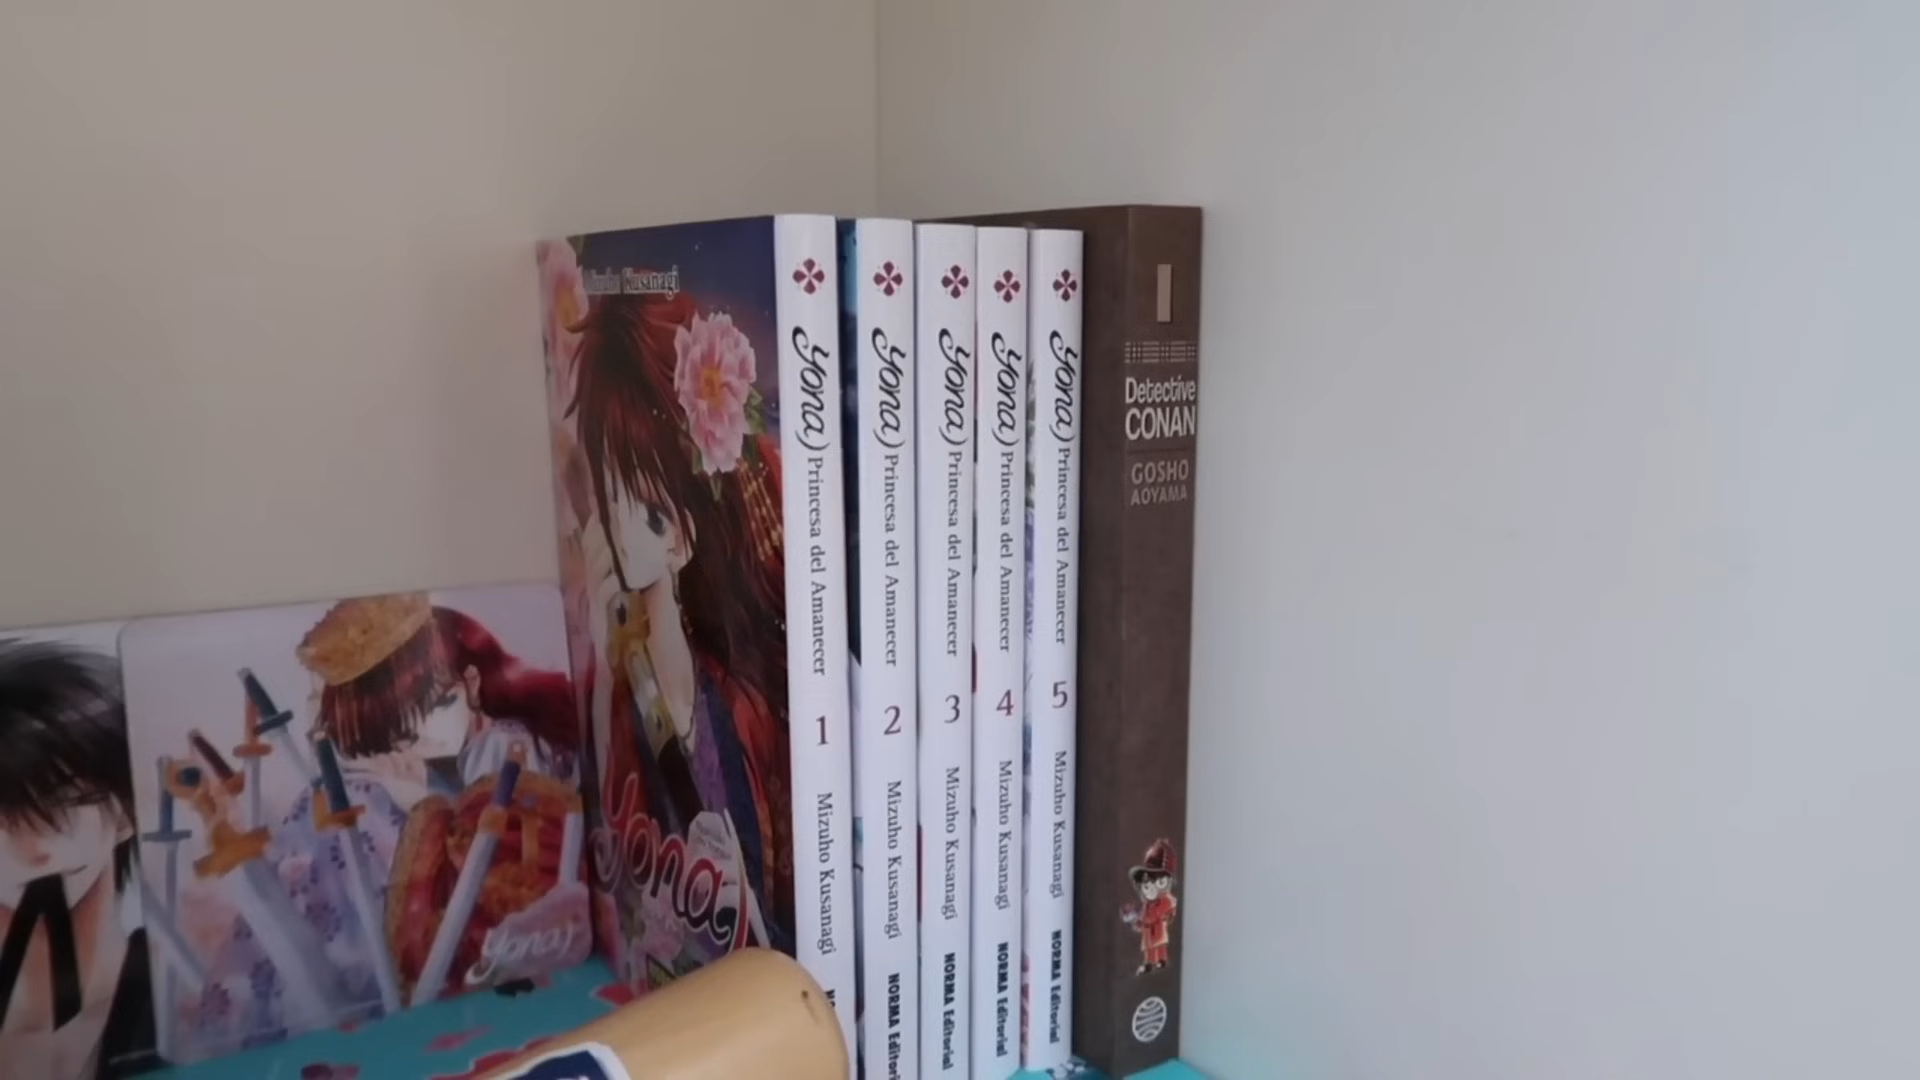 Mizuho Kusanagi
Yona
yona
Yona Princesa del Amanecer 1 Mizuho Kusanagi
Yona Princesa del Amanecer 2 Mizuho Kusanagi NORMA Editori
Yona Princesa del Amanecer 3 Mizuho Kusanagi NORMA Editorial
Yona Princesa del Amanecer 4 Mizuho Kusanagi NORMA Editorial
Yona Princesa del Amanecer 5 Mizuho Kusanagi NORMA Editorial
1
Detective
CONAN
GOSHO
AOYAMA